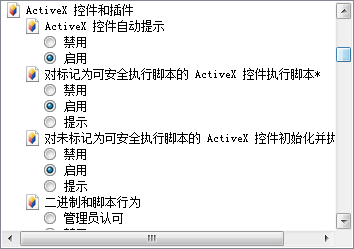 ActiveX 控件和插件
ActiveX 控件自动提示
禁用
启用
对标记为可安全执行脚本的 ActiveX 控件执行脚本*
禁用
启用
提示
对未标记为可安全执行脚本的 ActiveX 控件初始化并执
禁用
启用
提示
二进制和脚本行为
管理员认可